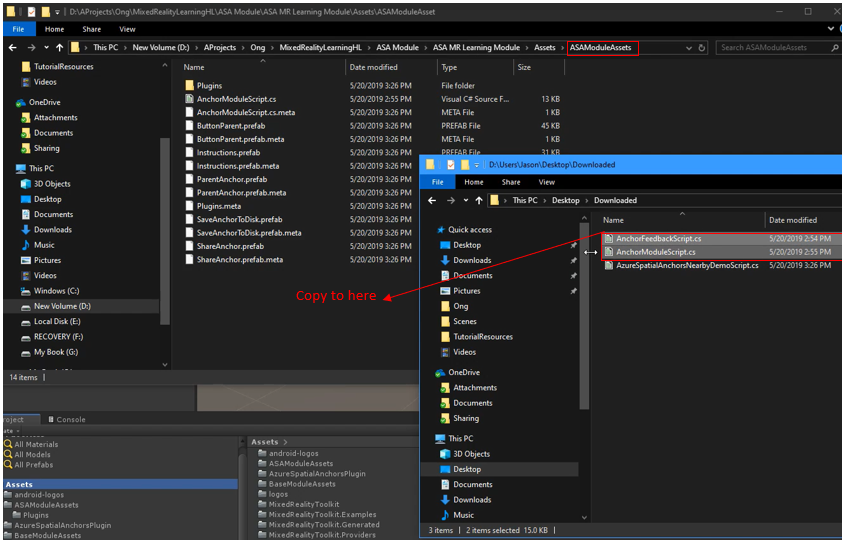 D:\AProjects\Ong\MixedRealityLearningHL\ASA Module\ASA MR Learning Module\Assets\ASAModuleAsset
File Home Share View
This PC > New Volume (D:) > AProjects > Ong > MixedRealityLearningHL > ASA Module > ASA MR Learning Module > Assets > ASAModuleAssets
Search ASAModuleAssets
TutorialResources
Videos
OneDrive
Attachments
Documents
Sharing
This PC
3D Objects
Desktop
Documents
Downloads
Music
Pictures
Videos
Windows (C:)
New Volume (D:)
Local Disk (E:)
RECOVERY (F:)
My Book (G:)
14 items
Name Date modified Type Size
Plugins 5/20/2019 3:26 PM File folder
AnchorModuleScript.cs 5/20/2019 2:55 PM Visual C# Source F... 13 KB
AnchorModuleScript.cs.meta 5/20/2019 3:26 PM META File 1 KB
ButtonParent.prefab 5/20/2019 3:26 PM PREFAB File 45 KB
ButtonParent.prefab.meta 5/20/2019 3:26 PM META File 1 KB
Instructions.prefab 5/20/2019 3:26 PM PREFAB File 31 KB
Instructions.prefab.meta 5/20/2019 3:26 PM
ParentAnchor.prefab 5/20/2019 3:26 PM
ParentAnchor.prefab.meta 5/20/2019 3:26 PM
Plugins.meta 5/20/2019 3:26 PM
SaveAnchorToDisk.prefab 5/20/2019 3:26 PM
SaveAnchorToDisk.prefab.meta 5/20/2019 3:26 PM
ShareAnchor.prefab 5/20/2019 3:26 PM
ShareAnchor.prefab.meta 5/20/2019 3:26 PM
Copy to here
D:\Users\Jason\Desktop\Downloaded
File Home Share View
This PC > Desktop > Downloaded
Quick access
Desktop
Downloads
Documents
Pictures
Ong
Scenes
TutorialResources
Videos
OneDrive
Attachments
Documents
Sharing
This PC
3D Objects
Desktop
Documents
Downloads
Music
Name Date modified
AnchorFeedbackScript.cs 5/20/2019 2:54 PM
AnchorModuleScript.cs 5/20/2019 2:55 PM
AzureSpatialAnchorsNearbyDemoScript.cs 5/20/2019 3:26 PM
3 items 2 items selected 15.0 KB
roject Console
ate
All Materials
All Models
All Prefabs
Assets
android-logos
ASAModuleAssets
Plugins
AzureSpatialAnchorsPlugin
BaseModuleAssets
Assets >
android-logos
ASAModuleAssets
AzureSpatialAnchorsPlugin
BaseModuleAssets
logos
MixedRealityToolkit
MixedRealityToolkit.Examples
MixedRealityToolkit.Generated
MixedRealityToolkit.Providers